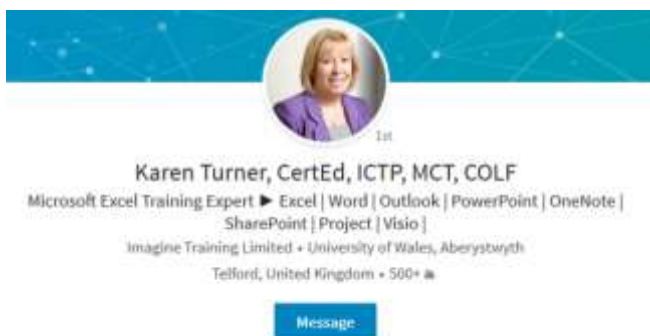 1st
Karen Turner, CertEd, ICTP, MCT, COLF
Microsoft Excel Training Expert ► Excel | Word | Outlook | PowerPoint | OneNote |
SharePoint | Project | Visio |
Imagine Training Limited • University of Wales, Aberystwyth
Telford, United Kingdom • 500+
Message